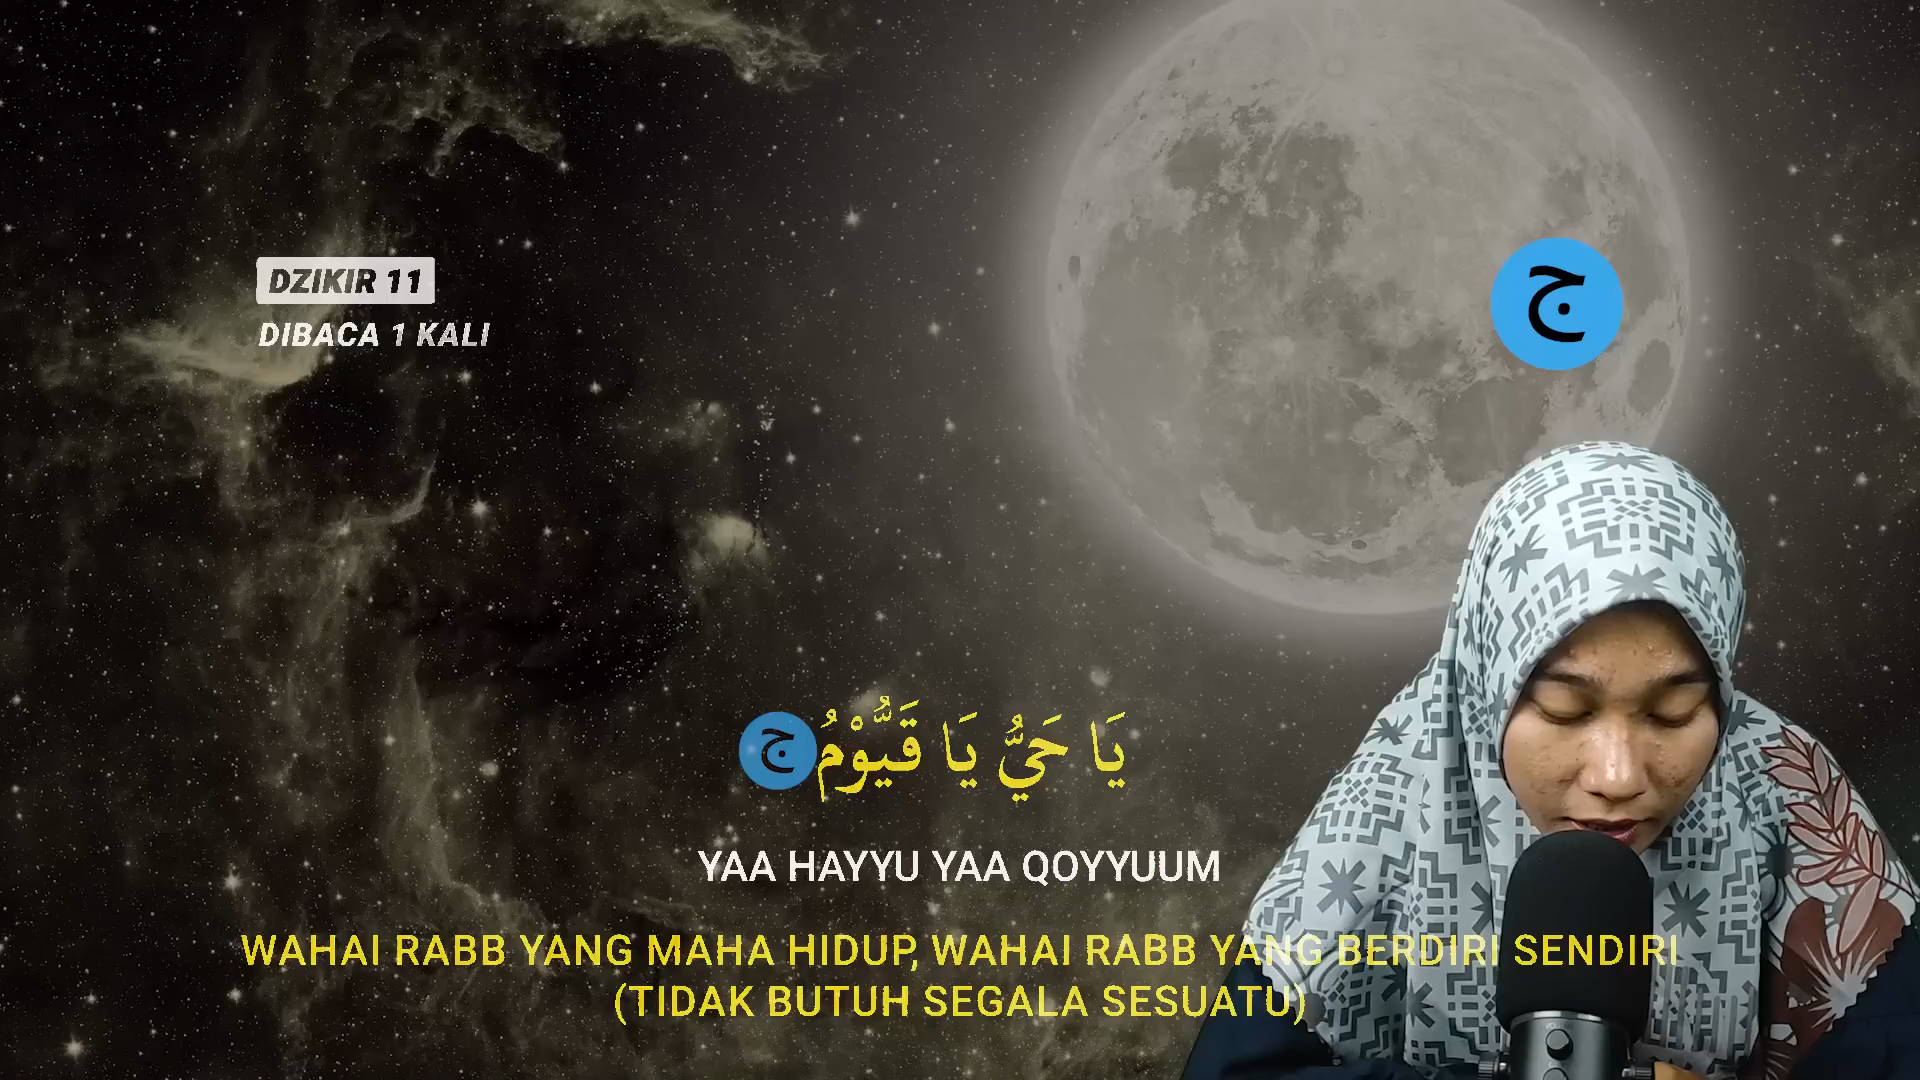 DZIKIR 11
DIBACA 1 KALI
ج
يَا حَيُّ يَا قَيُّوْمُ ج
YAA HAYYU YAA QOYYUUM
WAHAI RABB YANG MAHA HIDUP, WAHAI RABB YANG BERDIRI SENDIRI
(TIDAK BUTUH SEGALA SESUATU)